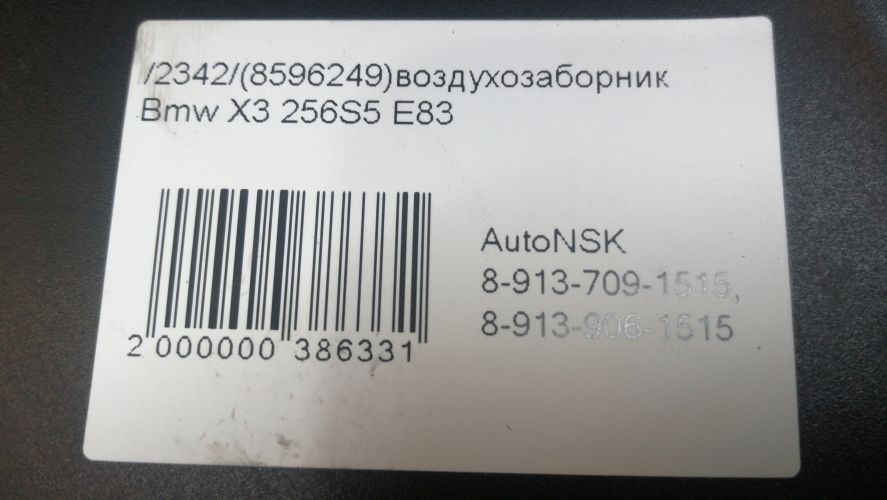 /2342/(8596249)воздухозаборник
Bmw X3 256S5 E83
AutoNSK
8-913-709-1515,
8-913-906-1515
2 000000 386331